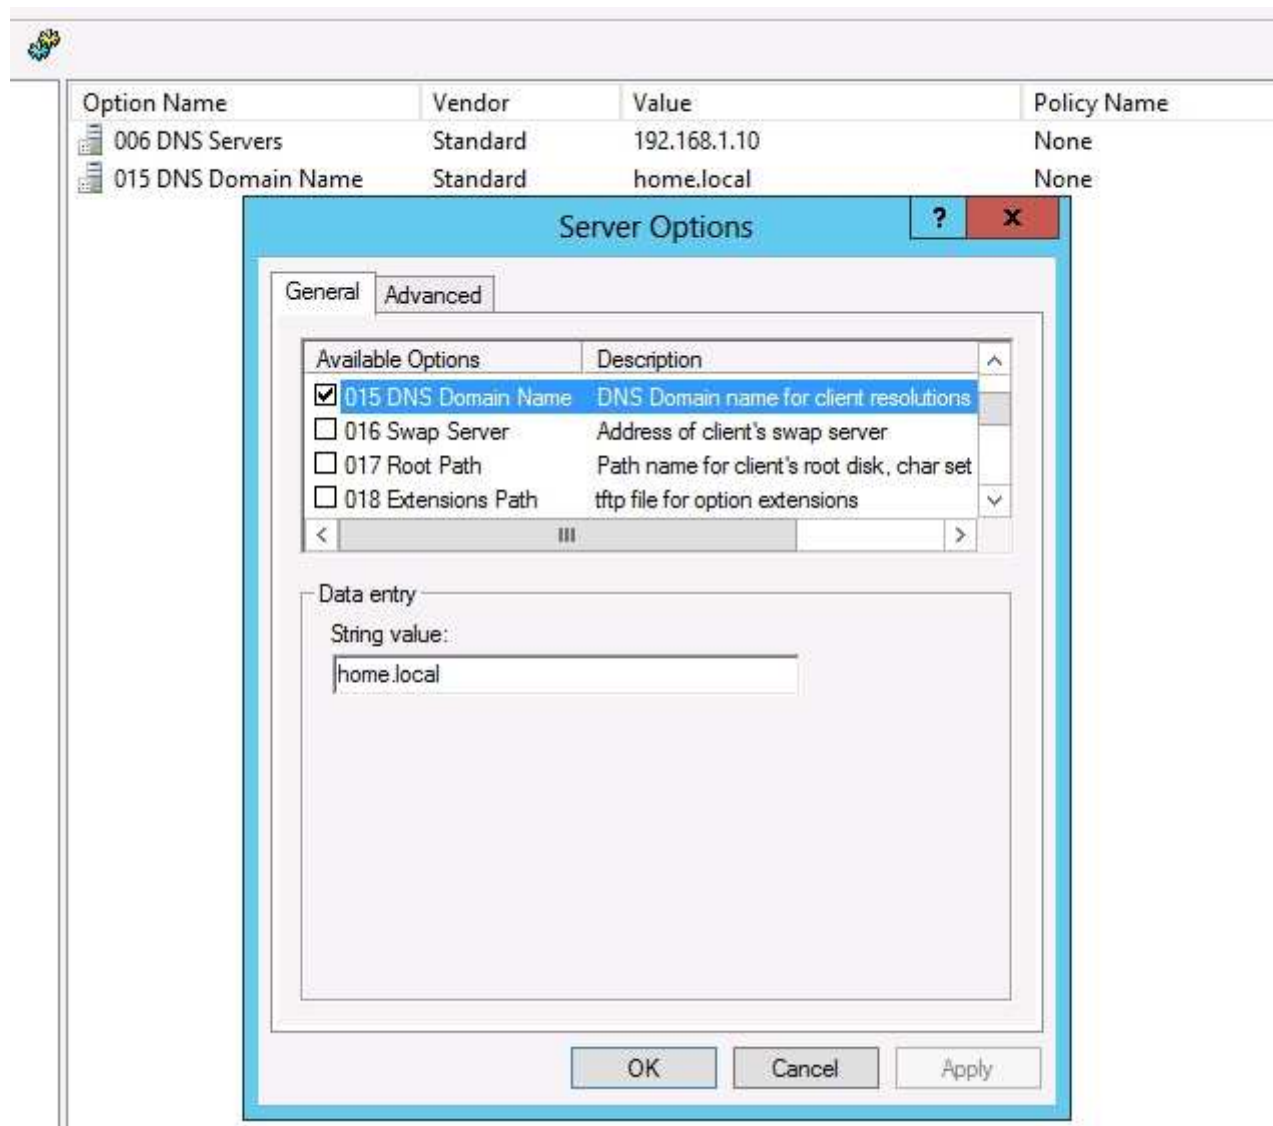 Option Name Vendor Value Policy Name
006 DNS Servers Standard 192.168.1.10 None
015 DNS Domain Name Standard home.local None
Server Options ? x
General Advanced
Available Options Description
015 DNS Domain Name DNS Domain name for client resolutions
016 Swap Server Address of client's swap server
017 Root Path Path name for client's root disk, char set
018 Extensions Path tftp file for option extensions
Data entry
String value:
home.local
OK Cancel Apply